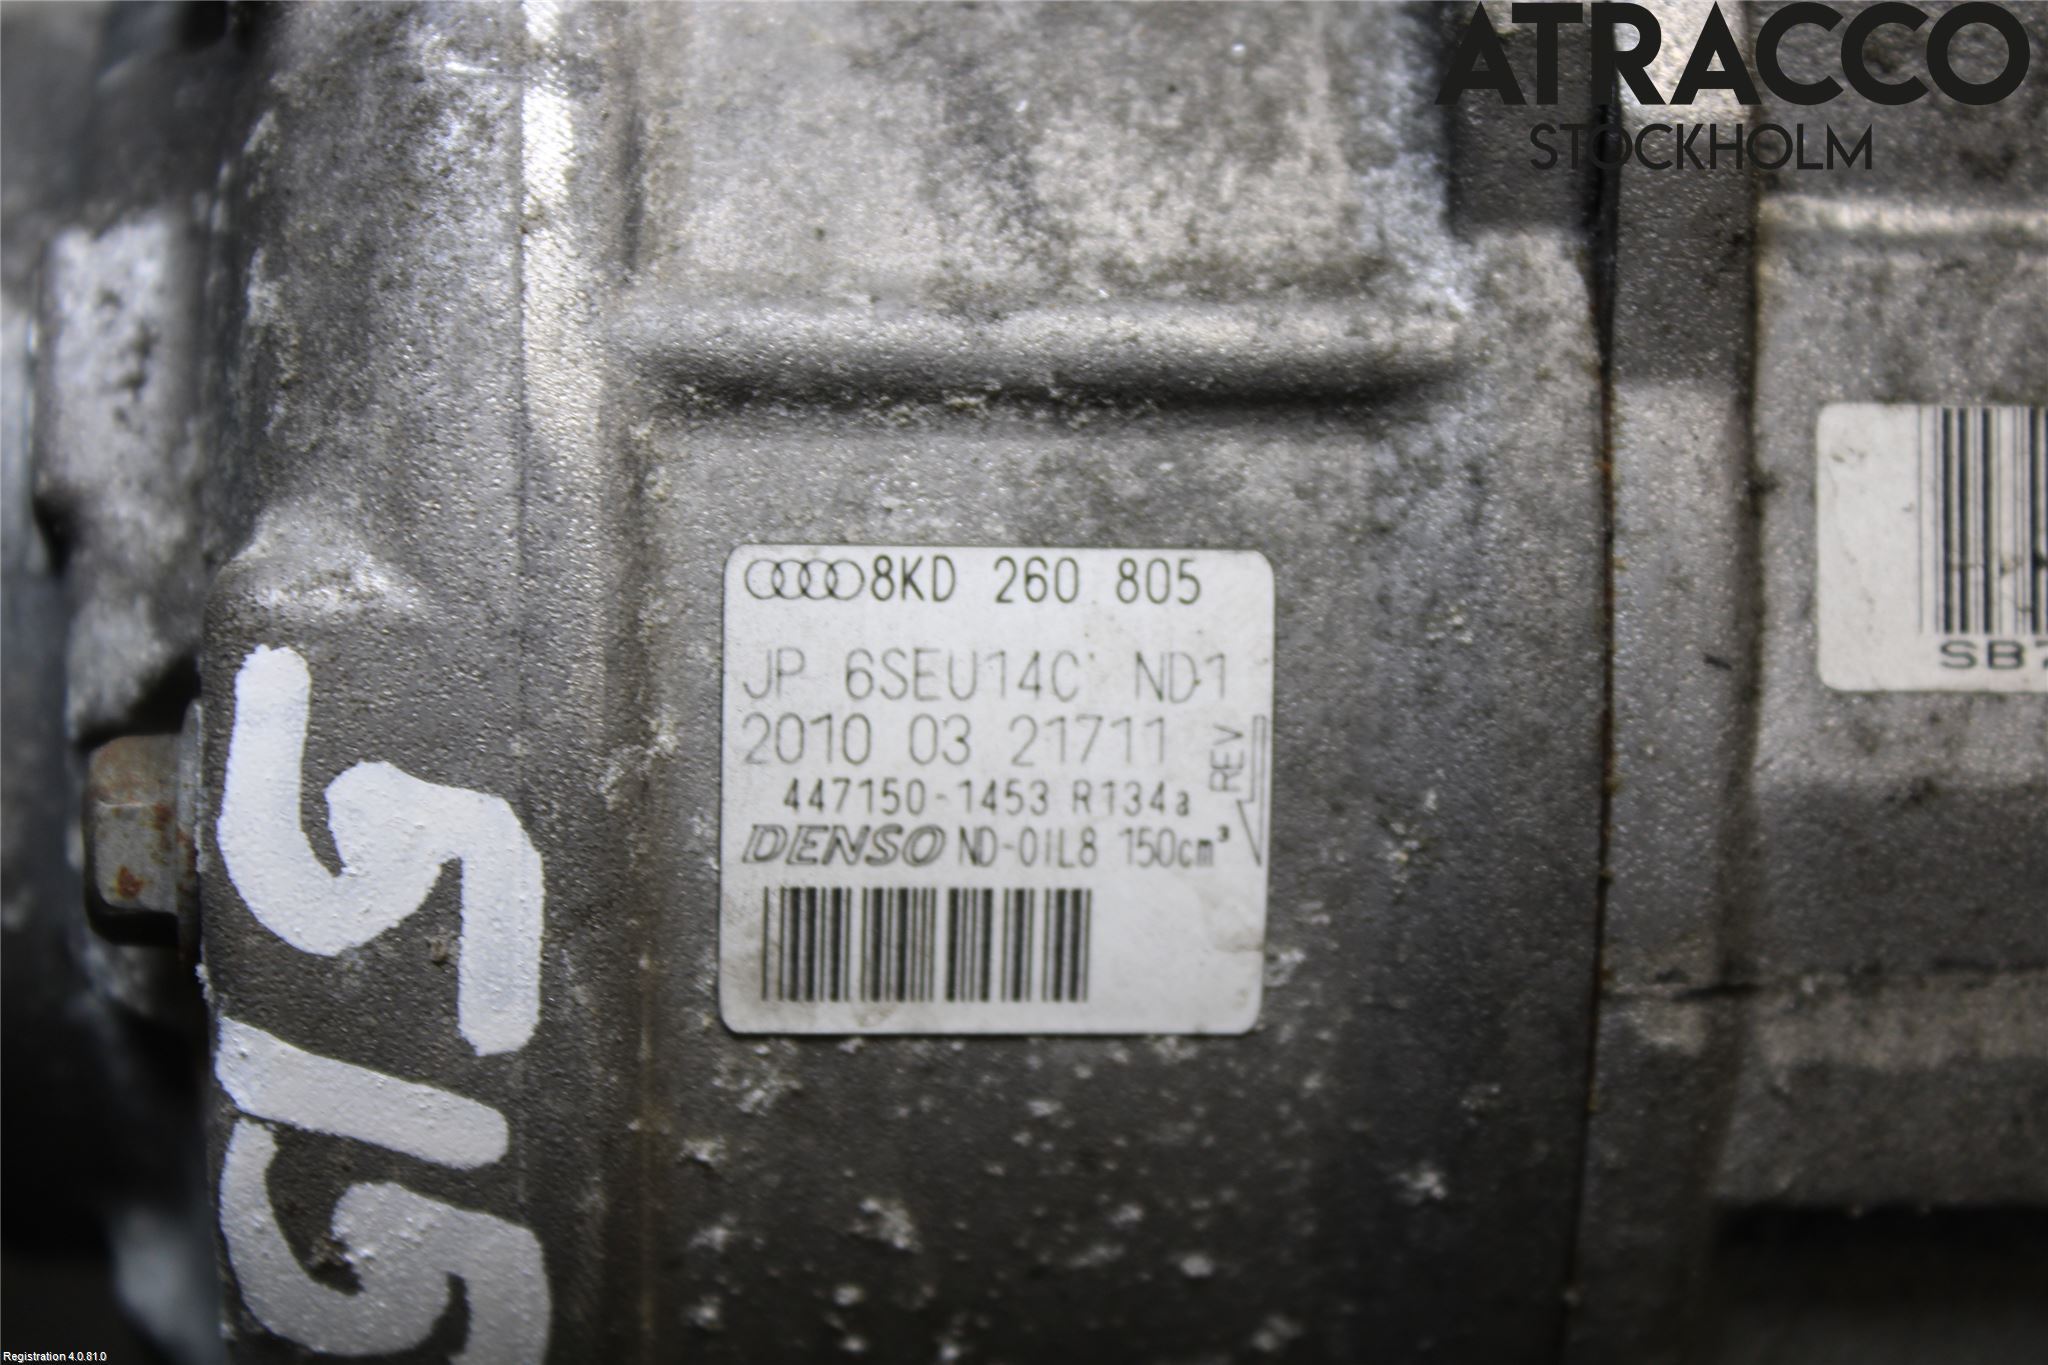 ATRACCO
STOCKHOLM
8KD 260 805
JP 6SEU14C ND1
2010 03 21711
REV
447150-1453 R134a
DENSO ND-OIL8 150cm³
Registration 4.0.81.0